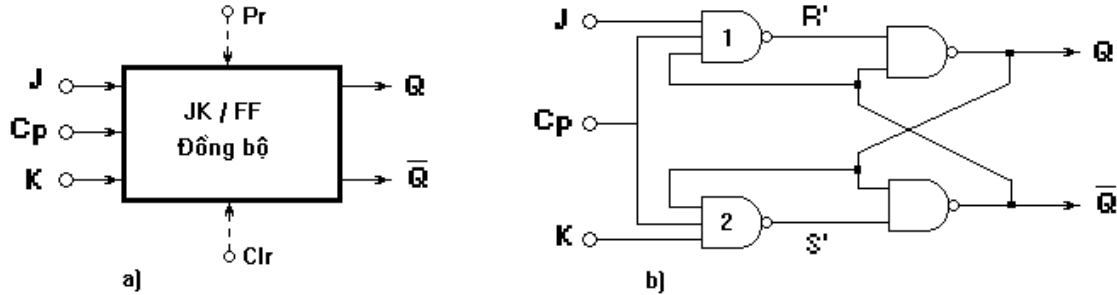 Pr
J
Cp
K
JK / FF
Đồng bộ
Q
Q̅
Clr
a)
J
Cp
K
1
2
R'
S'
Q
Q̅
b)